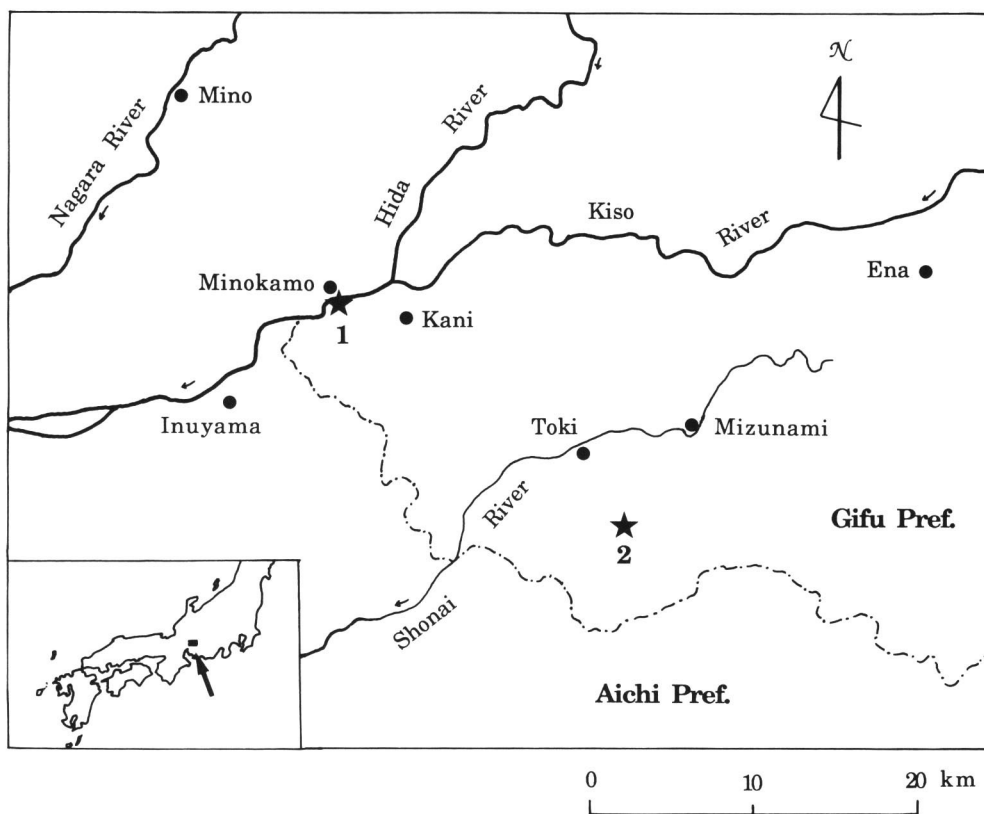 N
Mino
Nagara River
Hida
River
Kiso
River
Ena
Minokamo
1
Kani
Inuyama
Toki
Mizunami
River
Shonai
2
Gifu Pref.
Aichi Pref.
0 10 20 km